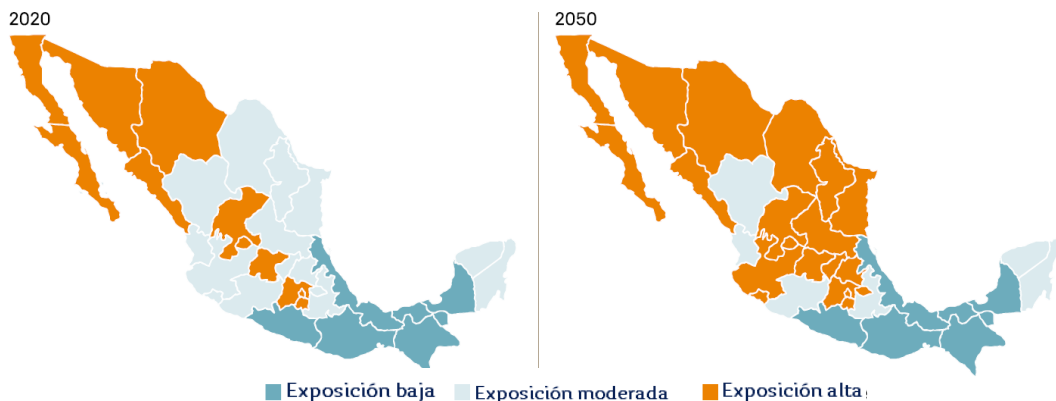 2020
2050
Exposición baja
Exposición moderada
Exposición alta